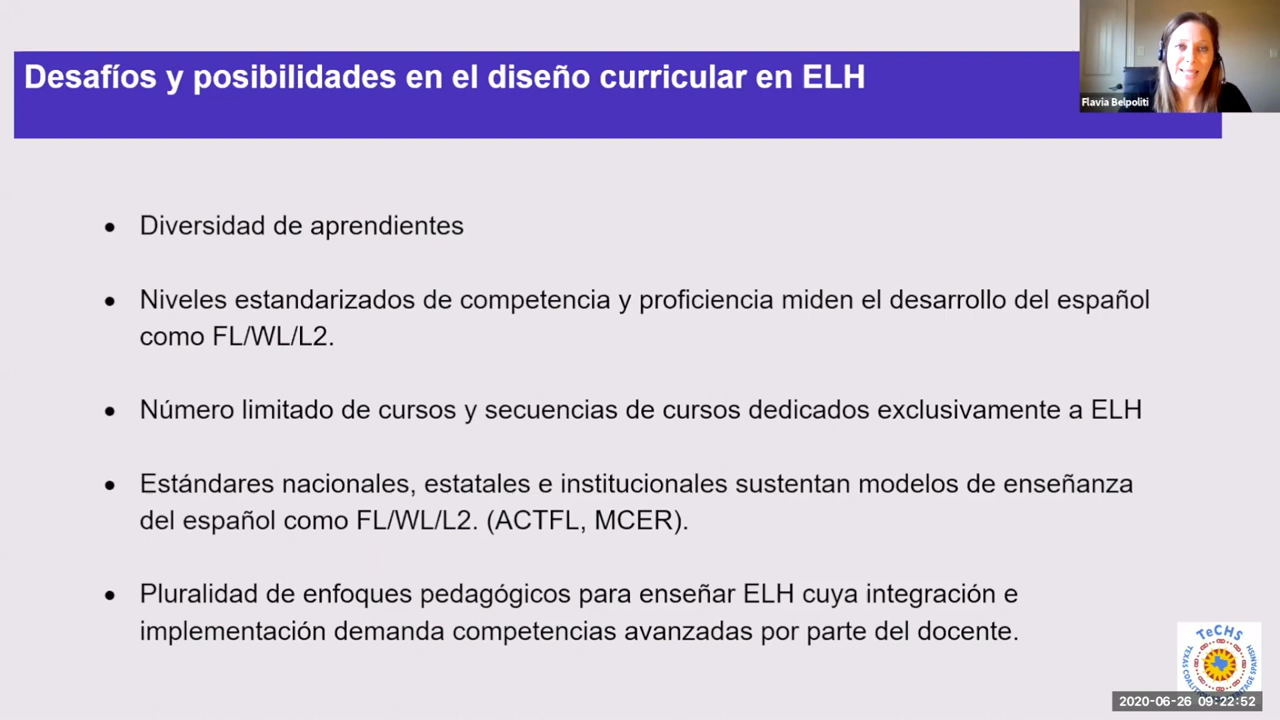 Desafíos y posibilidades en el diseño curricular en ELH
Flavia Belpoliti
Diversidad de aprendientes
Niveles estandarizados de competencia y proficiencia miden el desarrollo del español
como FL/WL/L2.
Número limitado de cursos y secuencias de cursos dedicados exclusivamente a ELH
Estándares nacionales, estatales e institucionales sustentan modelos de enseñanza
del español como FL/WL/L2. (ACTFL, MCER).
Pluralidad de enfoques pedagógicos para enseñar ELH cuya integración e
implementación demanda competencias avanzadas por parte del docente.
TeCHS
TEXAS
SPANISH
2020-06-26 09:22:52